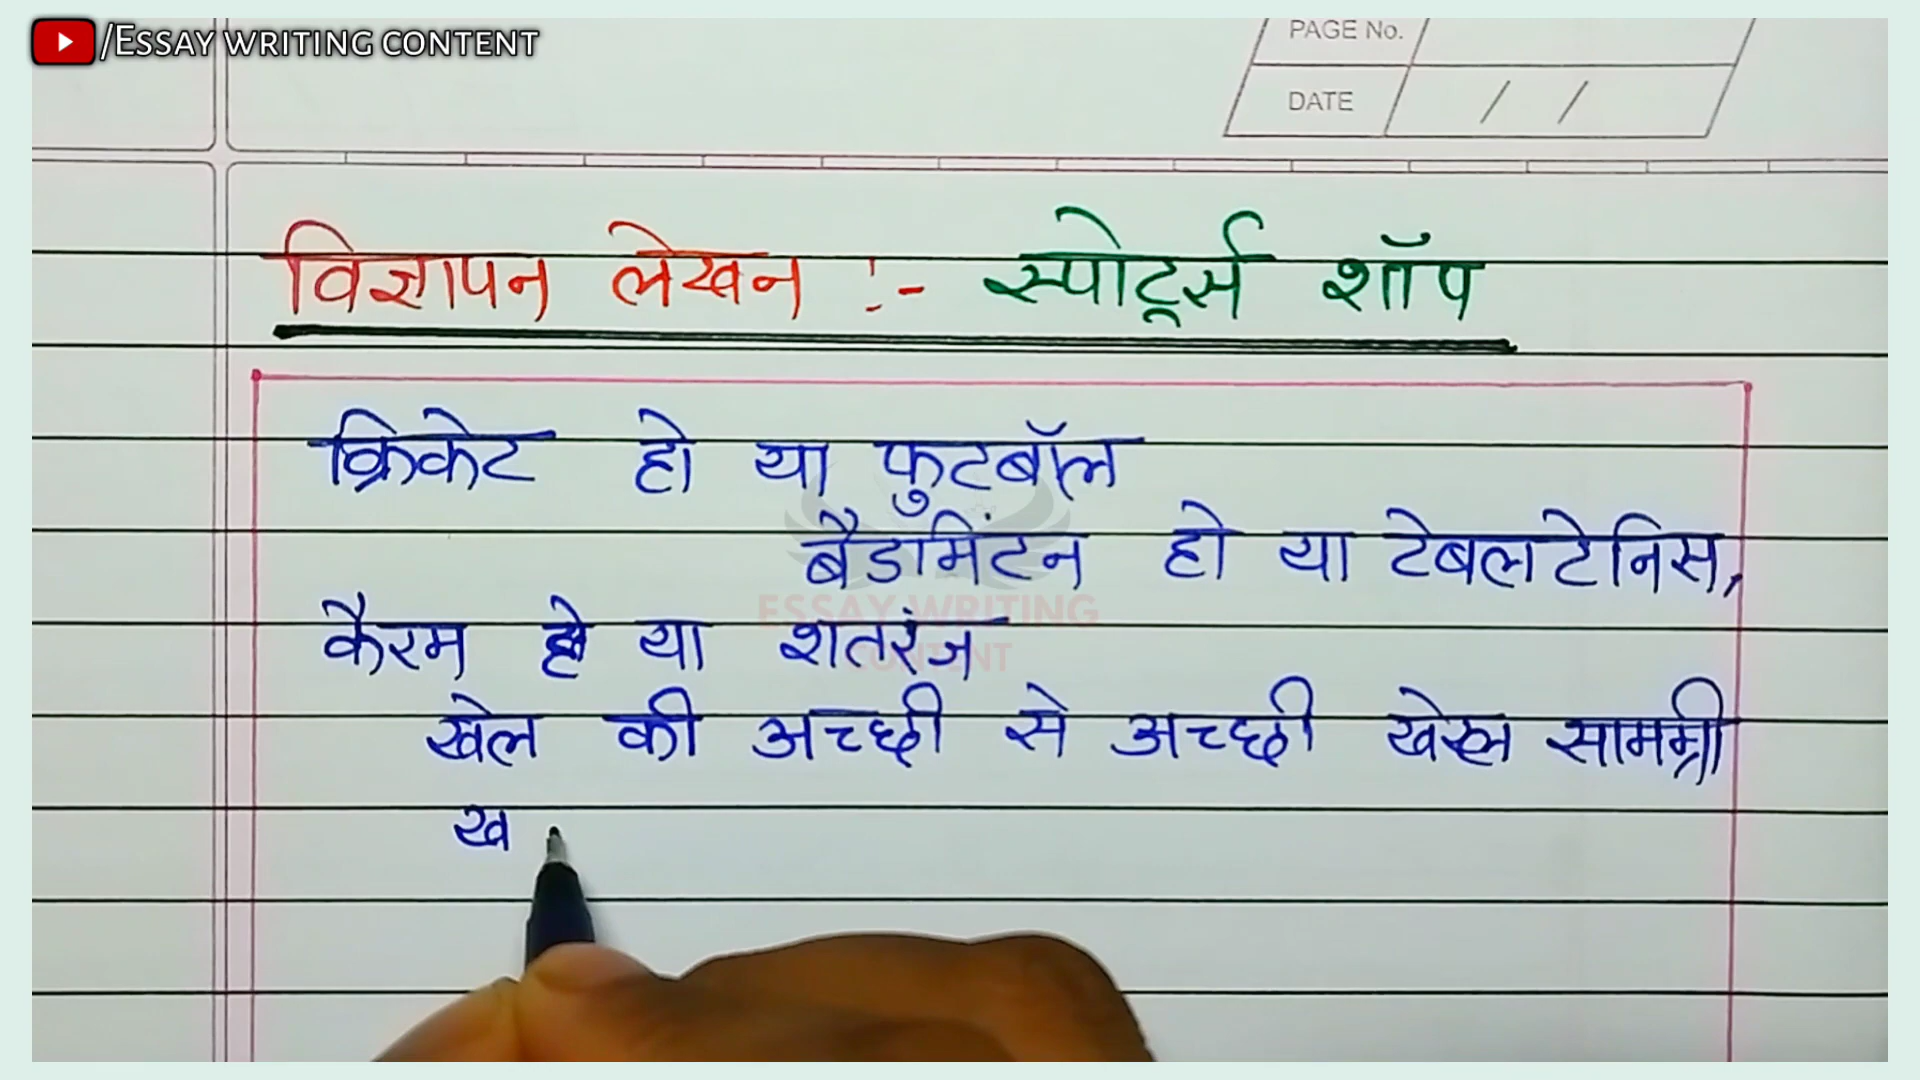 /ESSAY WRITING CONTENT
PAGE No.
DATE / /
विज्ञापन लेखन :- स्पोर्ट्स शॉप
क्रिकेट हो या फुटबॉल
बैडमिंटन हो या टेबलटेनिस,
कैरम हो या शतरंज
खेल की अच्छी से अच्छी खेल सामग्री
ख
ESSAY WRITING
CONTENT